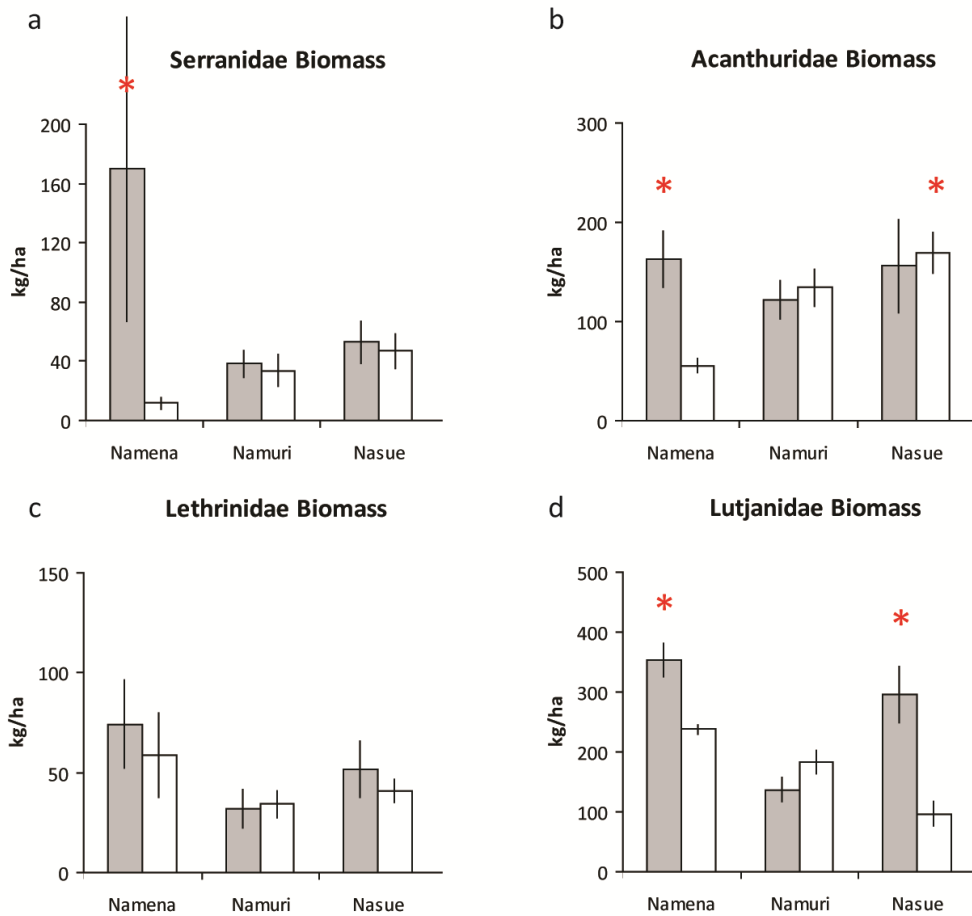 a
Serranidae Biomass
*
200
160
120
80
40
0
kg/ha
Namena Namuri Nasue
b
Acanthuridae Biomass
300
* *
200
100
0
kg/ha
Namena Namuri Nasue
c
Lethrinidae Biomass
150
100
50
0
kg/ha
Namena Namuri Nasue
d
Lutjanidae Biomass
500
* *
400
300
200
100
0
kg/ha
Namena Namuri Nasue